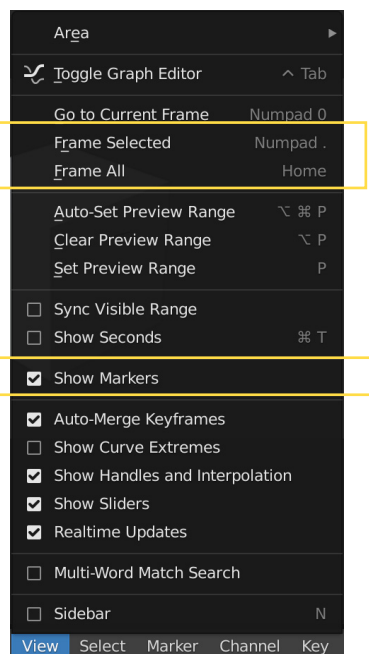 Area
Toggle Graph Editor ^ Tab
Go to Current Frame Numpad 0
Frame Selected Numpad .
Frame All Home
Auto-Set Preview Range ⌥ ⌘ P
Clear Preview Range ⌥ P
Set Preview Range P
Sync Visible Range
Show Seconds ⌘ T
Show Markers
Auto-Merge Keyframes
Show Curve Extremes
Show Handles and Interpolation
Show Sliders
Realtime Updates
Multi-Word Match Search
Sidebar N
View Select Marker Channel Key